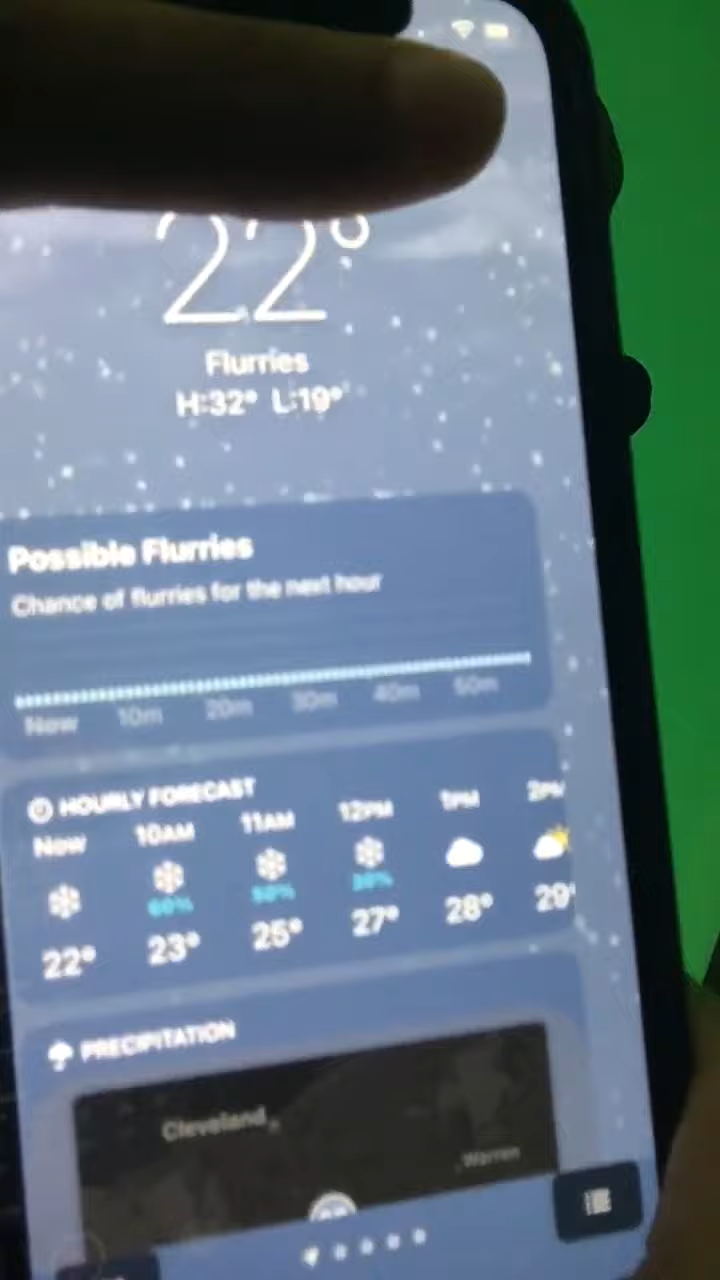 22°
Flurries
H:32° L:19°
Possible Flurries
Chance of flurries for the next hour
Now 10m 20m 30m 40m 50m
HOURLY FORECAST
Now 10AM 11AM 12PM 1PM 2PM
60% 50% 30%
22° 23° 25° 27° 28° 29°
PRECIPITATION
Cleveland
Warren